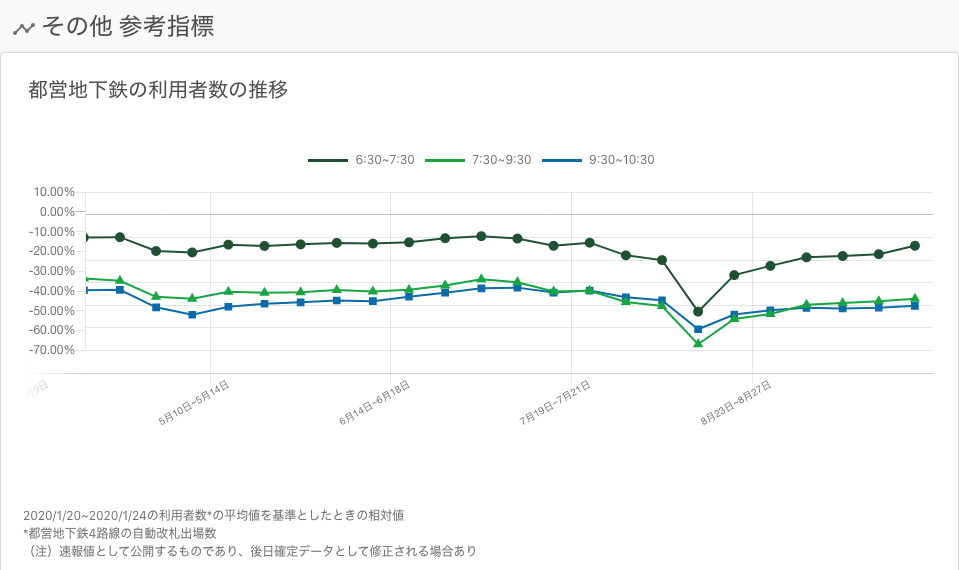 その他 参考指標
都営地下鉄の利用者数の推移
6:30~7:30 7:30~9:30 9:30~10:30
10.00%
0.00%
-10.00%
-20.00%
-30.00%
-40.00%
-50.00%
-60.00%
-70.00%
月9日 5月10日~5月14日 6月14日~6月18日 7月19日~7月21日 8月23日~8月27日
2020/1/20~2020/1/24の利用者数*の平均値を基準としたときの相対値
*都営地下鉄4路線の自動改札出場数
（注）速報値として公開するものであり、後日確定データとして修正される場合あり